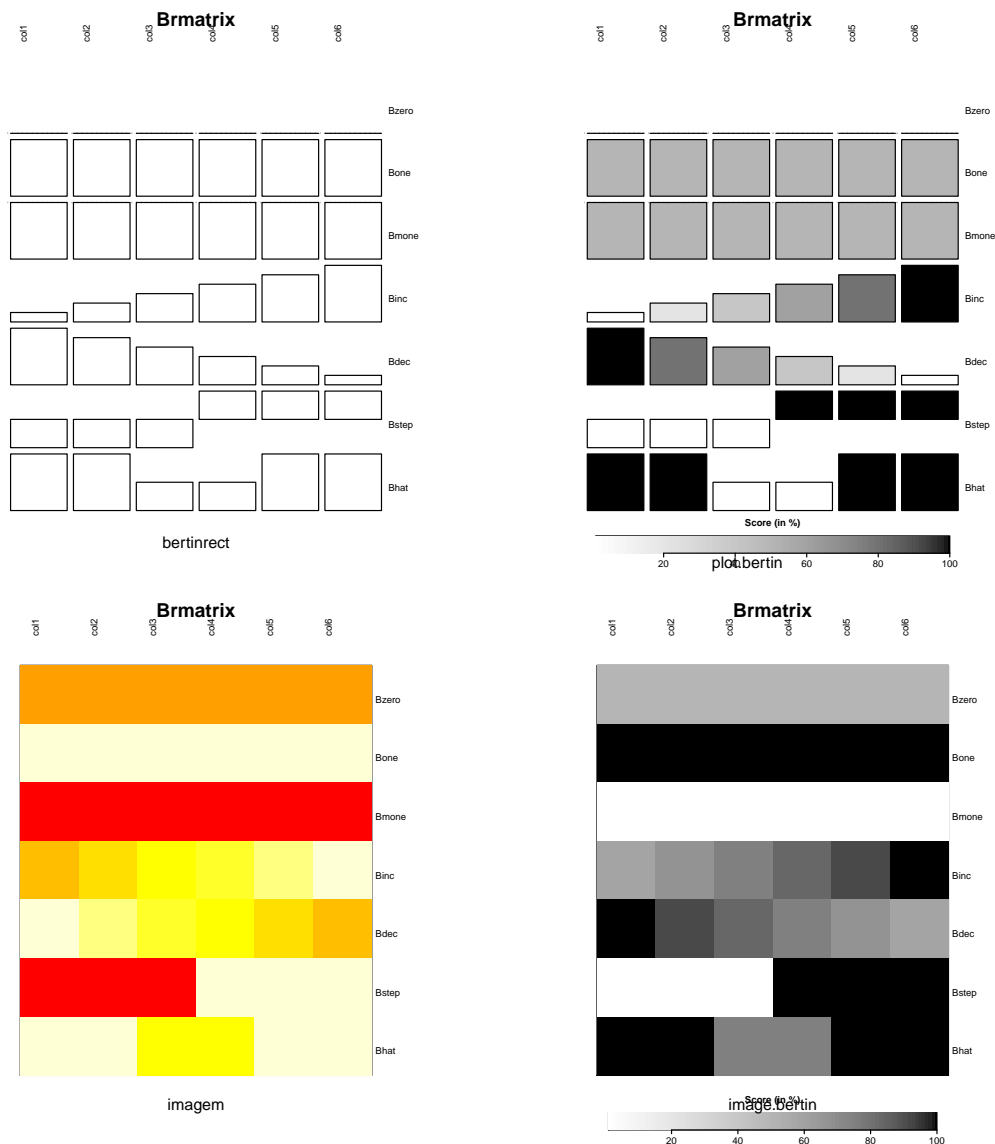 Brmatrix
col1 col2 col3 col4 col5 col6
Bzero
Bone
Bmone
Binc
Bdec
Bstep
Bhat
bertinrect
Brmatrix
col1 col2 col3 col4 col5 col6
Bzero
Bone
Bmone
Binc
Bdec
Bstep
Bhat
Score (in %)
20 40 60 80 100
plot.bertin
Brmatrix
col1 col2 col3 col4 col5 col6
Bzero
Bone
Bmone
Binc
Bdec
Bstep
Bhat
imagem
Brmatrix
col1 col2 col3 col4 col5 col6
Bzero
Bone
Bmone
Binc
Bdec
Bstep
Bhat
Score (in %)
image.bertin
20 40 60 80 100